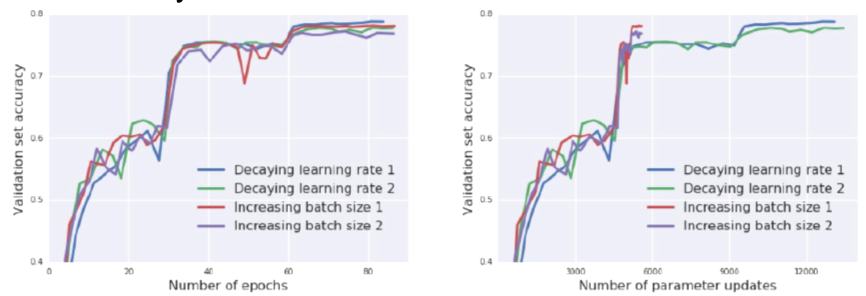 0.8
0.7
0.6
0.5
0.4
Validation set accuracy
0
20
40
60
80
Number of epochs
Decaying learning rate 1
Decaying learning rate 2
Increasing batch size 1
Increasing batch size 2
0.8
0.7
0.6
0.5
0.4
Validation set accuracy
3000
6000
9000
12000
Number of parameter updates
Decaying learning rate 1
Decaying learning rate 2
Increasing batch size 1
Increasing batch size 2